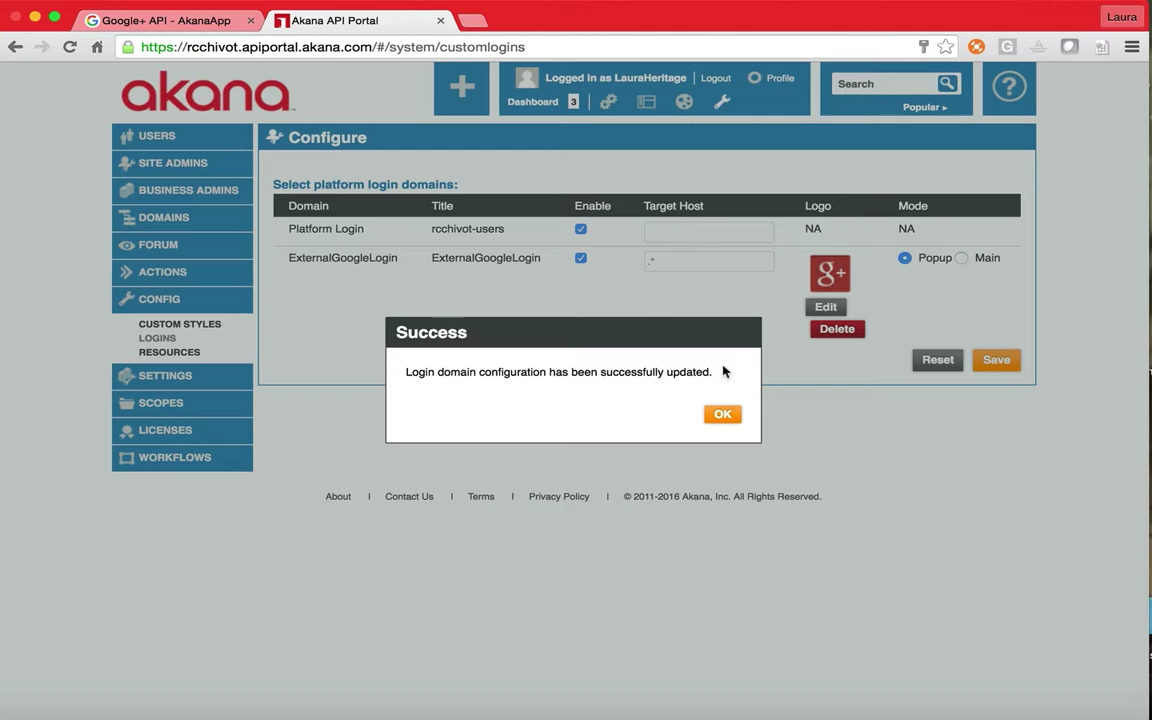 Google+ API - AkanaApp
Akana API Portal
Laura
https://rcchivot.apiportal.akana.com/#/system/customlogins
akana
Logged in as LauraHeritage | Logout Profile
Dashboard 3
Search
Popular
?
USERS
SITE ADMINS
BUSINESS ADMINS
DOMAINS
FORUM
ACTIONS
CONFIG
CUSTOM STYLES
LOGINS
RESOURCES
SETTINGS
SCOPES
LICENSES
WORKFLOWS
Configure
Select platform login domains:
Domain Title Enable Target Host Logo Mode
Platform Login rcchivot-users NA NA
ExternalGoogleLogin ExternalGoogleLogin .* g+ Popup Main
Edit
Delete
Reset Save
Success
Login domain configuration has been successfully updated.
OK
About | Contact Us | Terms | Privacy Policy | © 2011-2016 Akana, Inc. All Rights Reserved.